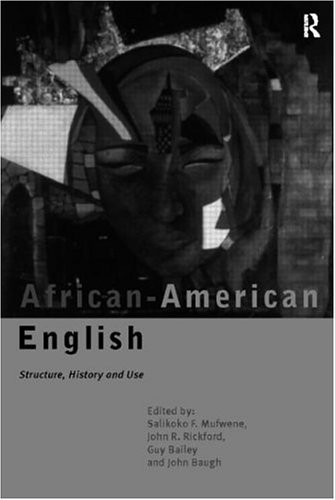 R
African-American
English
Structure, History and Use
Edited by:
Salikoko F. Mufwene,
John R. Rickford,
Guy Bailey
and John Baugh